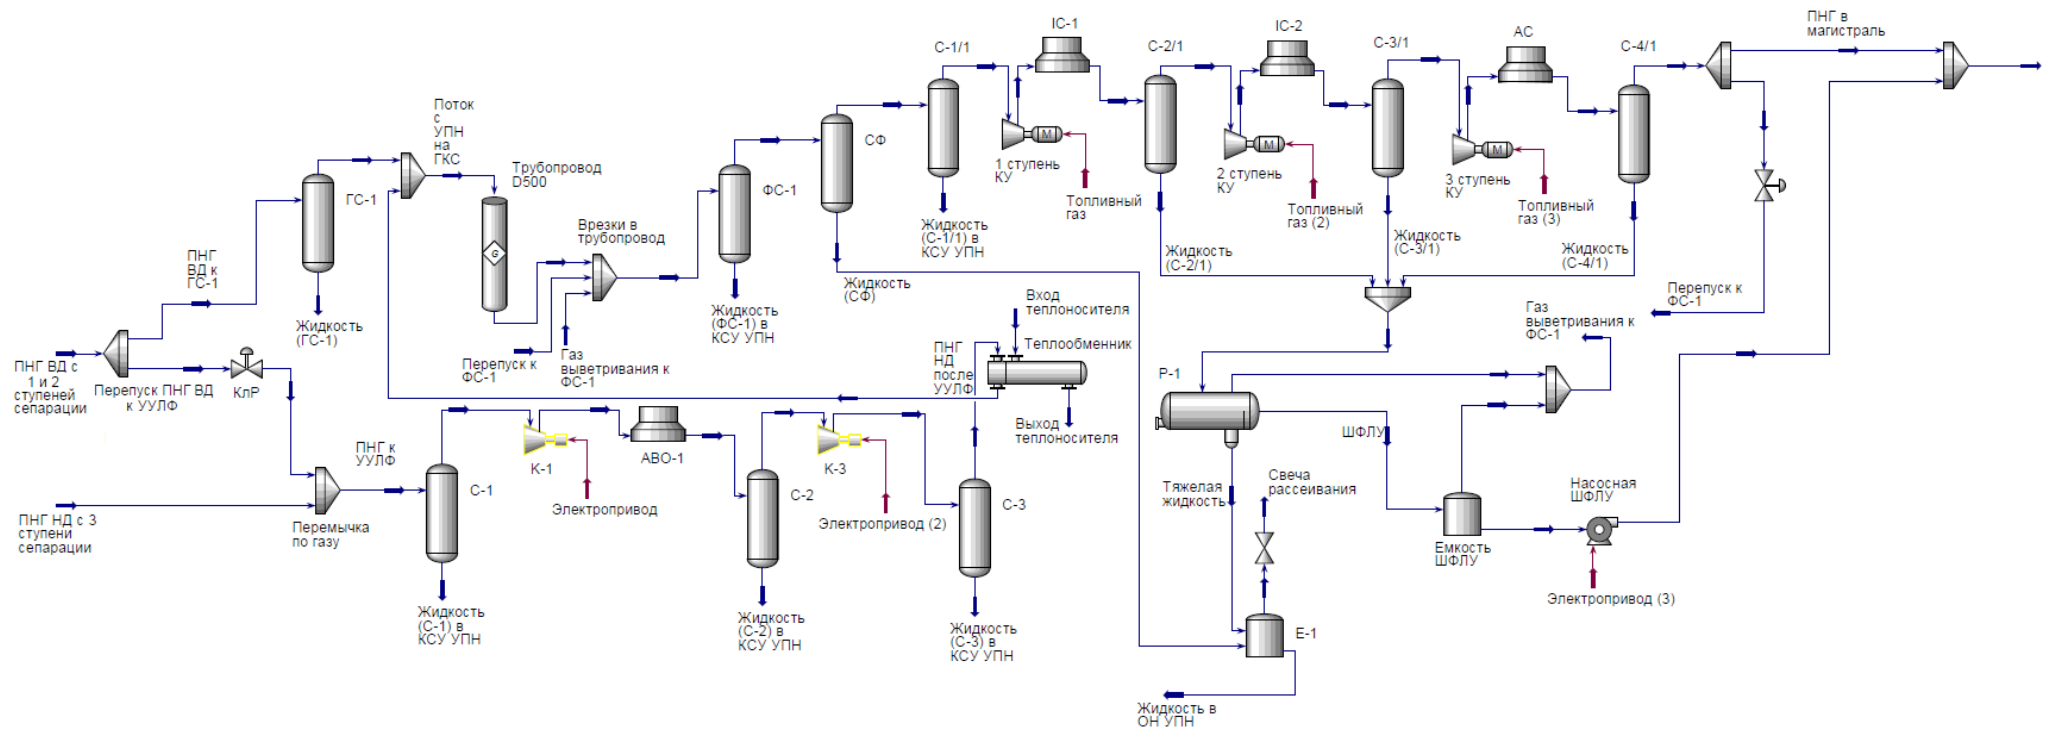 ПНГ в
магистраль
IC-1
IC-2
АС
С-1/1
С-2/1
С-3/1
С-4/1
Поток
с
УПН
на
ГКС
Трубопровод
D500
ГС-1
ФС-1
СФ
М
М
М
1 ступень
КУ
2 ступень
КУ
3 ступень
КУ
Топливный
газ
Топливный
газ (2)
Топливный
газ (3)
Врезки в
трубопровод
G
Жидкость
(С-1/1) в
КСУ УПН
Жидкость
(С-2/1)
Жидкость
(С-3/1)
Жидкость
(С-4/1)
ПНГ
ВД к
ГС-1
Жидкость
(СФ)
Жидкость
(ФС-1) в
КСУ УПН
Жидкость
(ГС-1)
Вход
теплоносителя
Теплообменник
Перепуск к
ФС-1
Газ
выветривания к
ФС-1
Перепуск к
ФС-1
Газ
выветривания к
ФС-1
ПНГ
НД
после
УУЛФ
ПНГ ВД с
1 и 2
ступеней
сепарации
Перепуск ПНГ ВД
к УУЛФ
КлР
Р-1
Выход
теплоносителя
ШФЛУ
ПНГ к
УУЛФ
К-1
АВО-1
К-3
С-1
С-2
С-3
Электропривод
Электропривод (2)
Тяжелая
жидкость
Свеча
рассеивания
Насосная
ШФЛУ
Емкость
ШФЛУ
Электропривод (3)
ПНГ НД с 3
ступени
сепарации
Перемычка
по газу
Жидкость
(С-1) в
КСУ УПН
Жидкость
(С-2) в
КСУ УПН
Жидкость
(С-3) в
КСУ УПН
Е-1
Жидкость в
ОН УПН